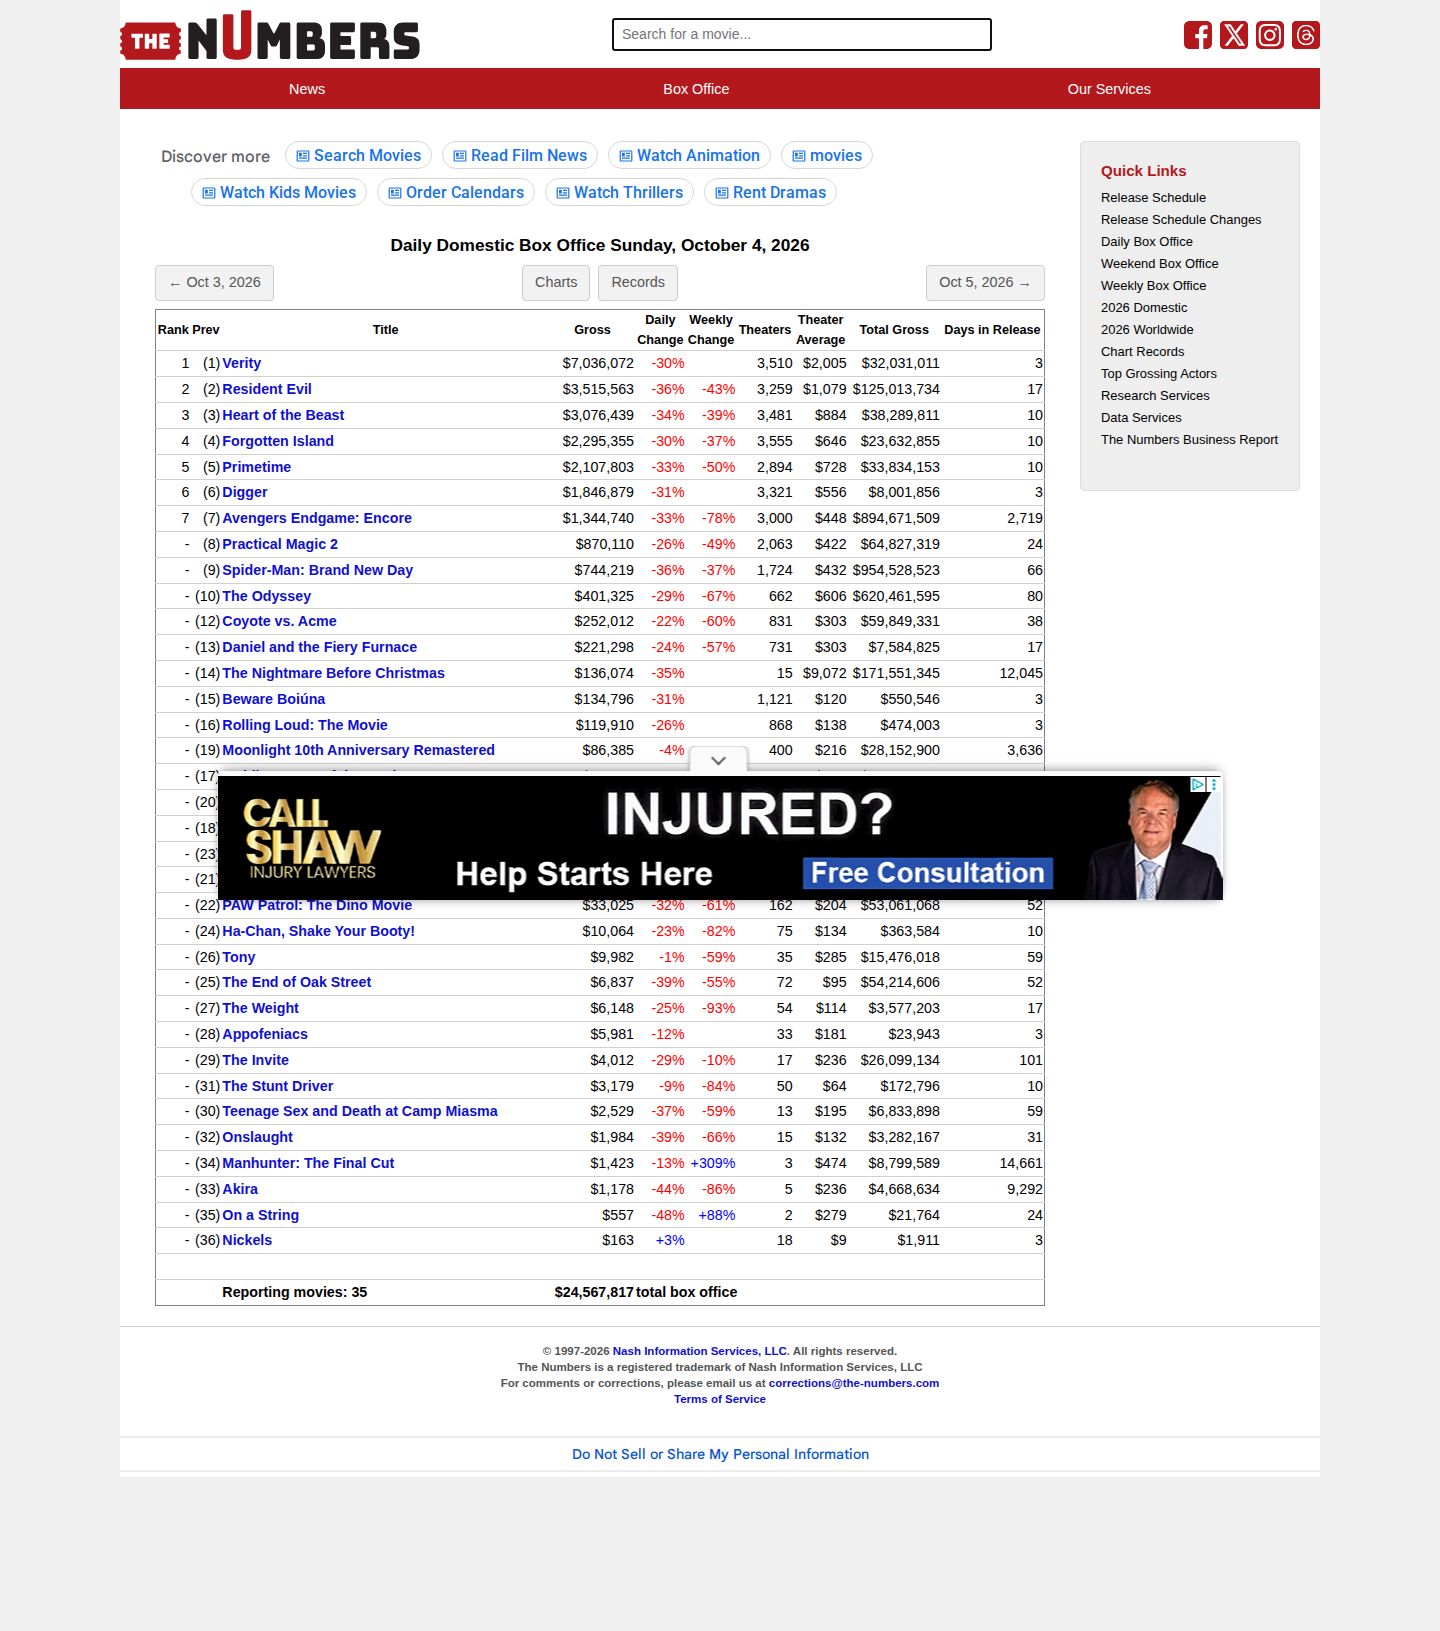 THE NUMBERS
Search for a movie...
News Box Office Our Services
Discover more Search Movies Read Film News Watch Animation movies
Watch Kids Movies Order Calendars Watch Thrillers Rent Dramas
Quick Links
Release Schedule
Release Schedule Changes
Daily Box Office
Weekend Box Office
Weekly Box Office
2026 Domestic
2026 Worldwide
Chart Records
Top Grossing Actors
Research Services
Data Services
The Numbers Business Report
Daily Domestic Box Office Sunday, October 4, 2026
← Oct 3, 2026 Charts Records Oct 5, 2026 →
Rank Prev Title Gross Daily Change Weekly Change Theaters Theater Average Total Gross Days in Release
1 (1) Verity $7,036,072 -30% 3,510 $2,005 $32,031,011 3
2 (2) Resident Evil $3,515,563 -36% -43% 3,259 $1,079 $125,013,734 17
3 (3) Heart of the Beast $3,076,439 -34% -39% 3,481 $884 $38,289,811 10
4 (4) Forgotten Island $2,295,355 -30% -37% 3,555 $646 $23,632,855 10
5 (5) Primetime $2,107,803 -33% -50% 2,894 $728 $33,834,153 10
6 (6) Digger $1,846,879 -31% 3,321 $556 $8,001,856 3
7 (7) Avengers Endgame: Encore $1,344,740 -33% -78% 3,000 $448 $894,671,509 2,719
- (8) Practical Magic 2 $870,110 -26% -49% 2,063 $422 $64,827,319 24
- (9) Spider-Man: Brand New Day $744,219 -36% -37% 1,724 $432 $954,528,523 66
- (10) The Odyssey $401,325 -29% -67% 662 $606 $620,461,595 80
- (12) Coyote vs. Acme $252,012 -22% -60% 831 $303 $59,849,331 38
- (13) Daniel and the Fiery Furnace $221,298 -24% -57% 731 $303 $7,584,825 17
- (14) The Nightmare Before Christmas $136,074 -35% 15 $9,072 $171,551,345 12,045
- (15) Beware Boiúna $134,796 -31% 1,121 $120 $550,546 3
- (16) Rolling Loud: The Movie $119,910 -26% 868 $138 $474,003 3
- (19) Moonlight 10th Anniversary Remastered $86,385 -4% 400 $216 $28,152,900 3,636
- (17)
- (20)
- (18)
- (23)
- (21)
CALL SHAW INJURY LAWYERS
INJURED?
Help Starts Here Free Consultation
- (22) PAW Patrol: The Dino Movie $33,025 -32% -61% 162 $204 $53,061,068 52
- (24) Ha-Chan, Shake Your Booty! $10,064 -23% -82% 75 $134 $363,584 10
- (26) Tony $9,982 -1% -59% 35 $285 $15,476,018 59
- (25) The End of Oak Street $6,837 -39% -55% 72 $95 $54,214,606 52
- (27) The Weight $6,148 -25% -93% 54 $114 $3,577,203 17
- (28) Appofeniacs $5,981 -12% 33 $181 $23,943 3
- (29) The Invite $4,012 -29% -10% 17 $236 $26,099,134 101
- (31) The Stunt Driver $3,179 -9% -84% 50 $64 $172,796 10
- (30) Teenage Sex and Death at Camp Miasma $2,529 -37% -59% 13 $195 $6,833,898 59
- (32) Onslaught $1,984 -39% -66% 15 $132 $3,282,167 31
- (34) Manhunter: The Final Cut $1,423 -13% +309% 3 $474 $8,799,589 14,661
- (33) Akira $1,178 -44% -86% 5 $236 $4,668,634 9,292
- (35) On a String $557 -48% +88% 2 $279 $21,764 24
- (36) Nickels $163 +3% 18 $9 $1,911 3
Reporting movies: 35 $24,567,817 total box office
© 1997-2026 Nash Information Services, LLC. All rights reserved.
The Numbers is a registered trademark of Nash Information Services, LLC
For comments or corrections, please email us at corrections@the-numbers.com
Terms of Service
Do Not Sell or Share My Personal Information